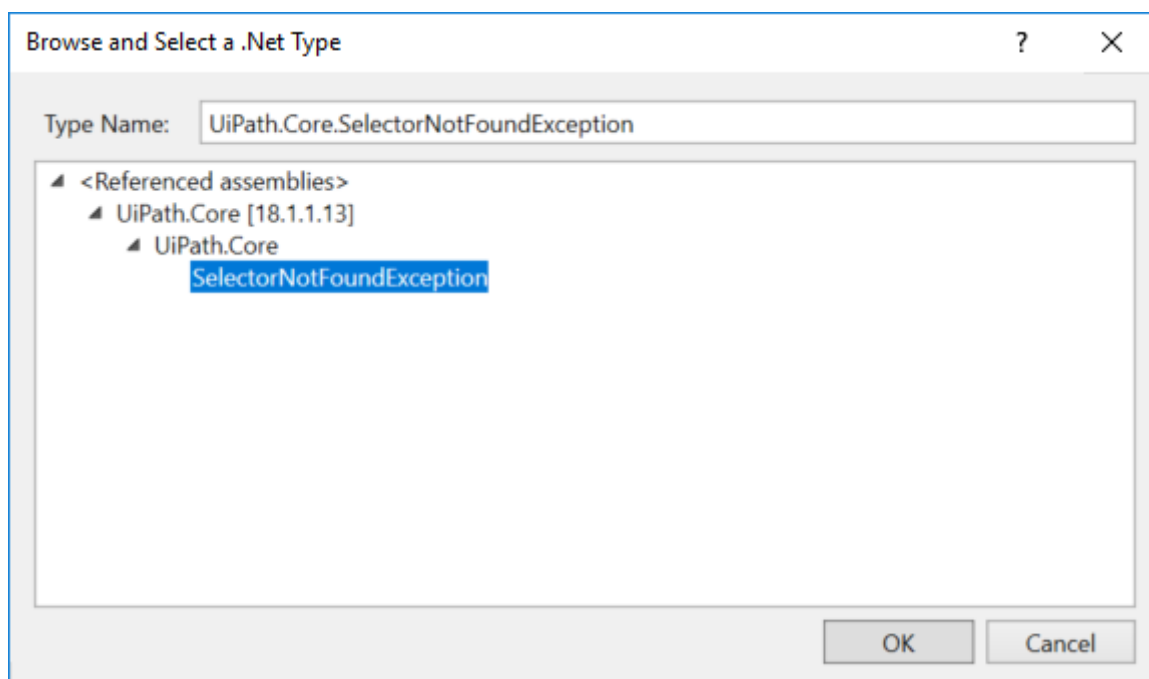 Browse and Select a .Net Type ?
Type Name: UiPath.Core.SelectorNotFoundException
<Referenced assemblies>
UiPath.Core [18.1.1.13]
UiPath.Core
SelectorNotFoundException
OK Cancel